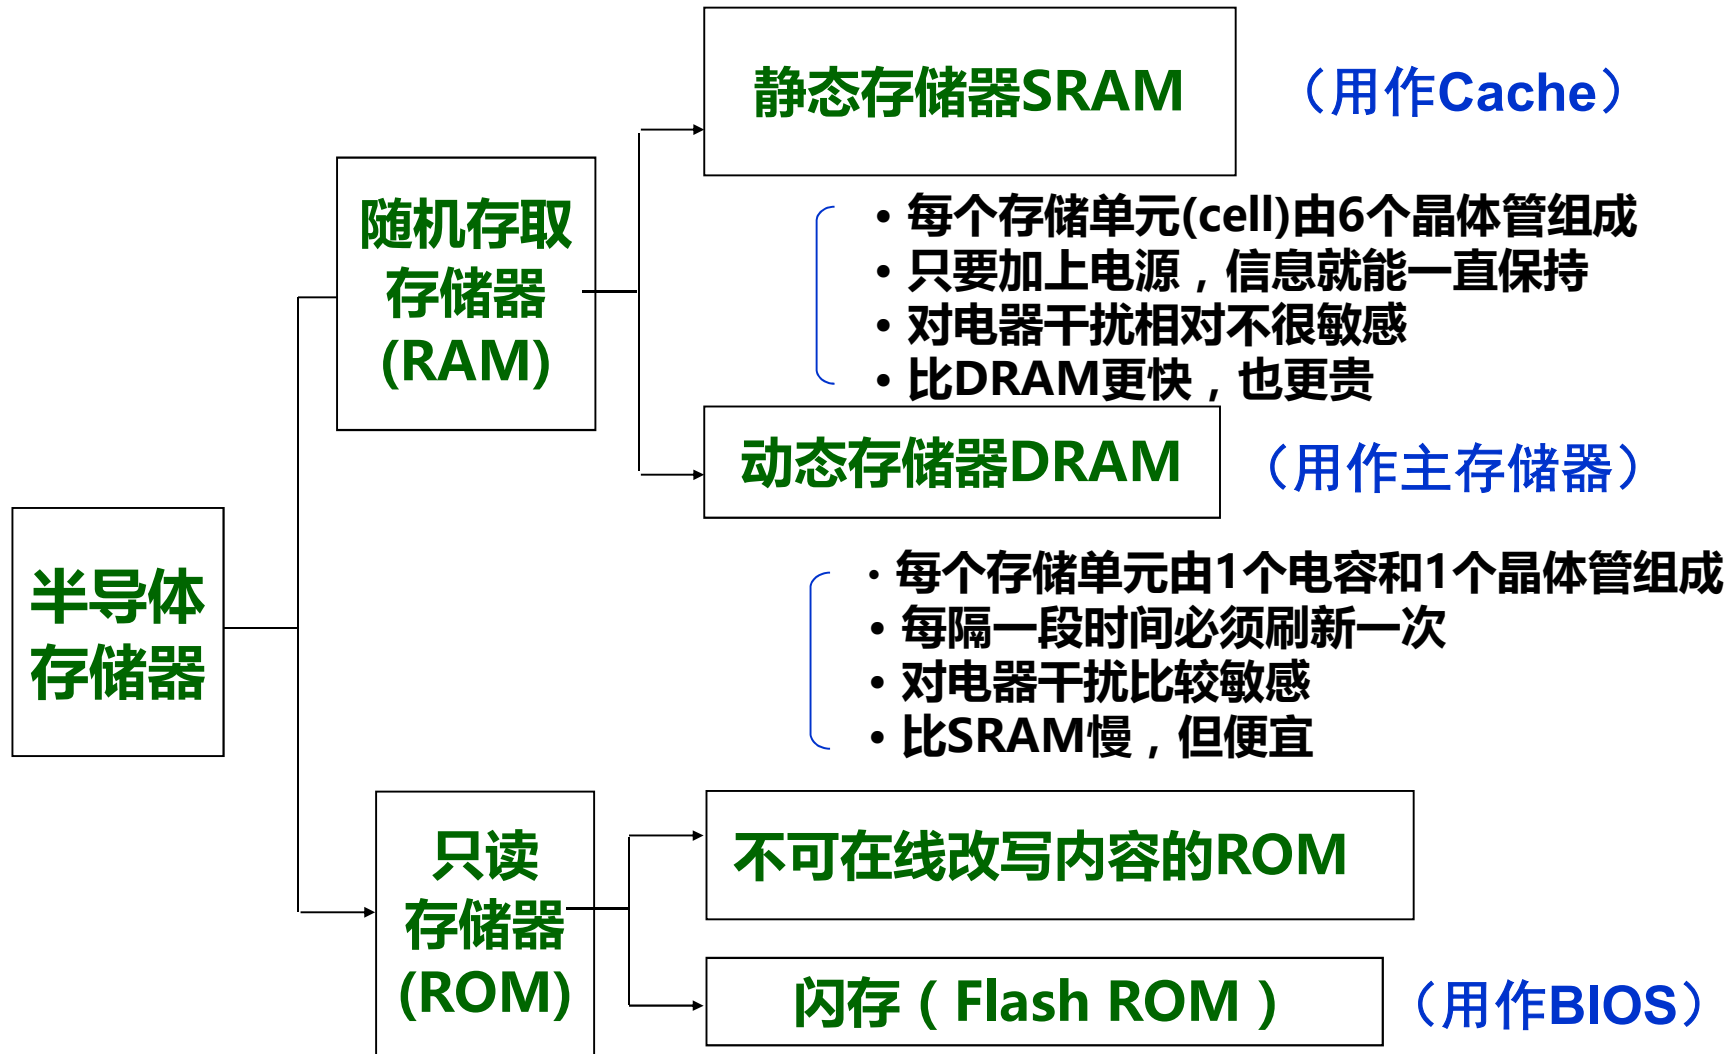 静态存储器SRAM
（用作Cache）
随机存取
存储器
(RAM)
• 每个存储单元(cell)由6个晶体管组成
• 只要加上电源，信息就能一直保持
• 对电器干扰相对不很敏感
• 比DRAM更快，也更贵
动态存储器DRAM
（用作主存储器）
半导体
存储器
• 每个存储单元由1个电容和1个晶体管组成
• 每隔一段时间必须刷新一次
• 对电器干扰比较敏感
• 比SRAM慢，但便宜
只读
存储器
(ROM)
不可在线改写内容的ROM
闪存（Flash ROM）
（用作BIOS）